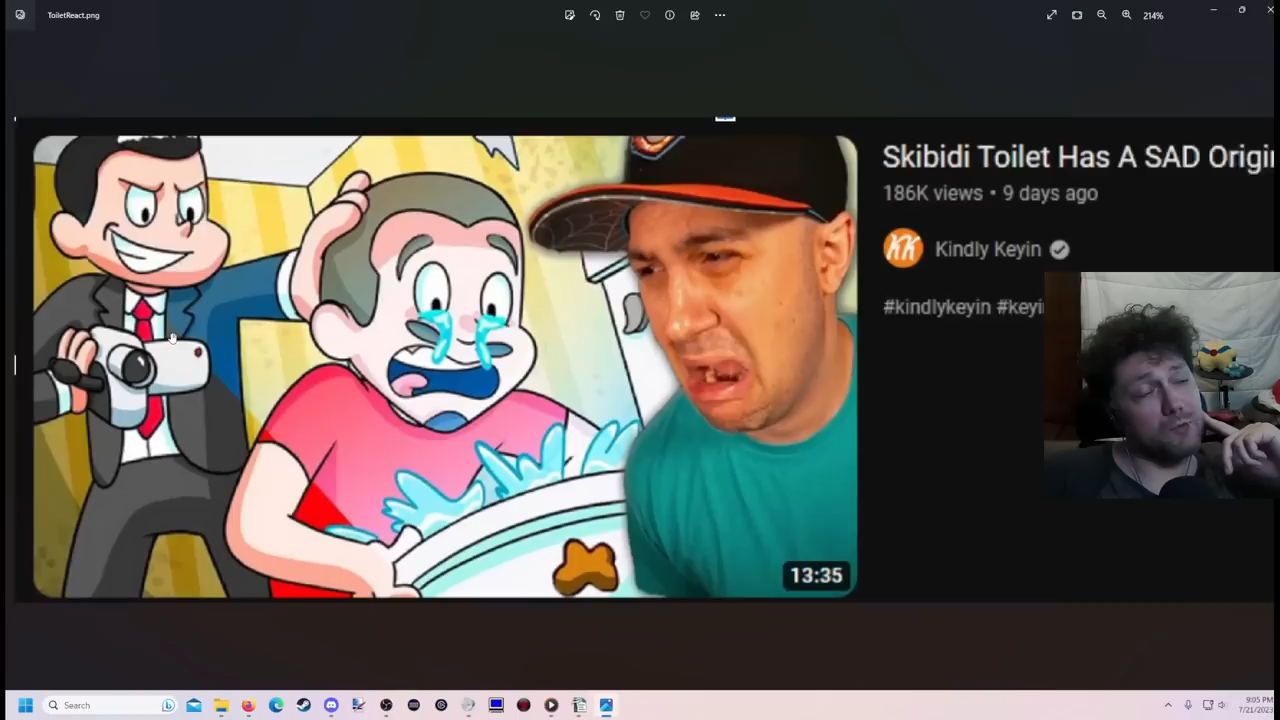 ToiletReact.png
214%
Skibidi Toilet Has A SAD Origi
186K views • 9 days ago
KK Kindly Keyin
#kindlykeyin #keyi
13:35
Search
9:05 PM
7/21/2023